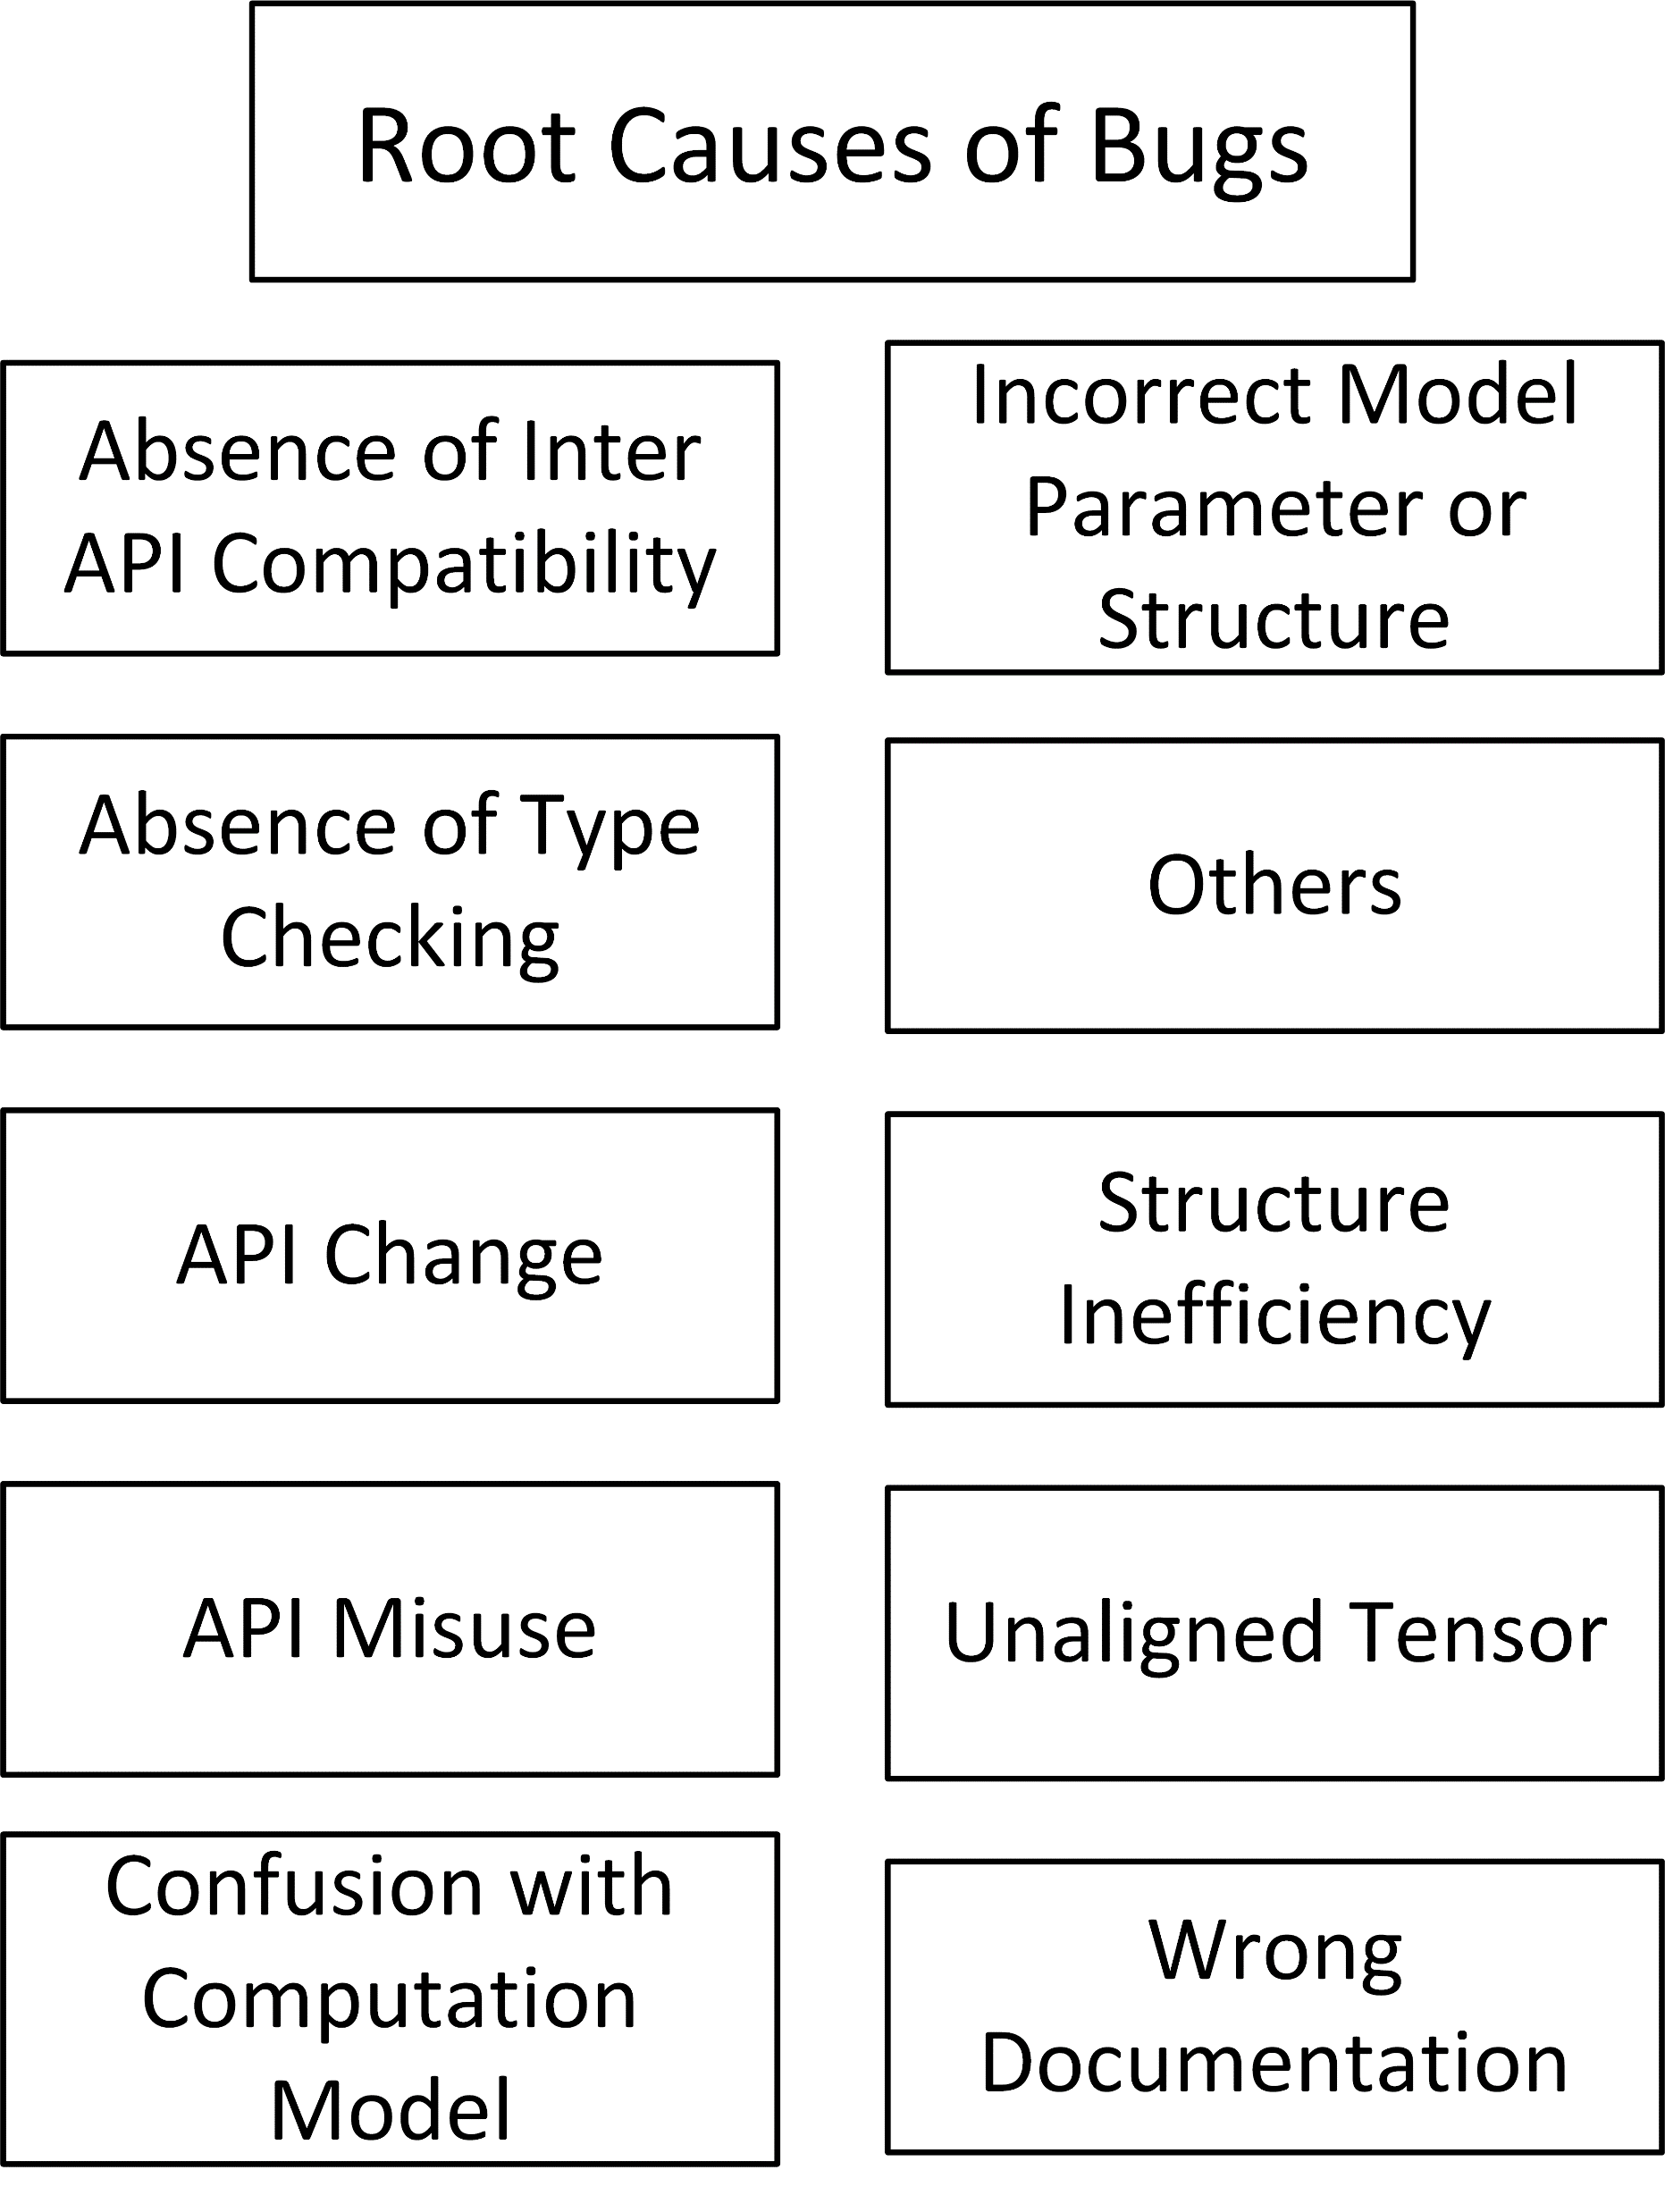 Root Causes of Bugs
Absence of Inter
API Compatibility
Absence of Type
Checking
API Change
API Misuse
Confusion with
Computation
Model
Incorrect Model
Parameter or
Structure
Others
Structure
Inefficiency
Unaligned Tensor
Wrong
Documentation